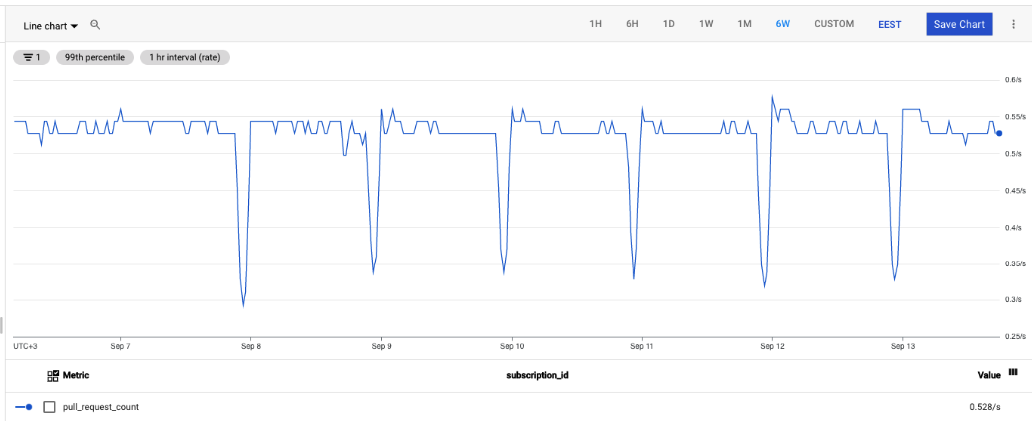 Line chart 1H 6H 1D 1W 1M 6W CUSTOM EEST Save Chart
1 99th percentile 1 hr interval (rate)
0.6/s
0.55/s
0.5/s
0.45/s
0.4/s
0.35/s
0.3/s
0.25/s
UTC+3 Sep 7 Sep 8 Sep 9 Sep 10 Sep 11 Sep 12 Sep 13
Metric subscription_id Value
pull_request_count 0.528/s